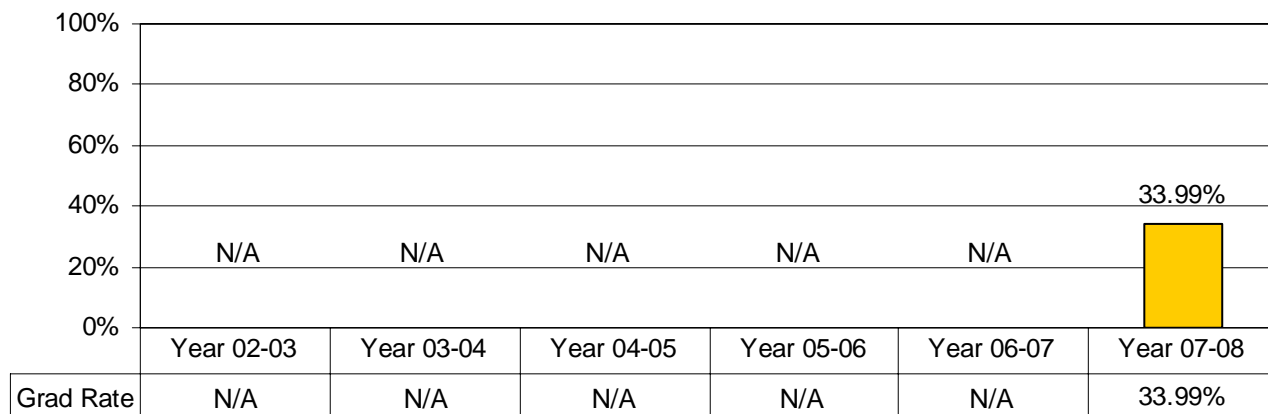 100%
80%
60%
40%
20%
0%
33.99%
N/A N/A N/A N/A N/A
Year 02-03 Year 03-04 Year 04-05 Year 05-06 Year 06-07 Year 07-08
Grad Rate N/A N/A N/A N/A N/A 33.99%